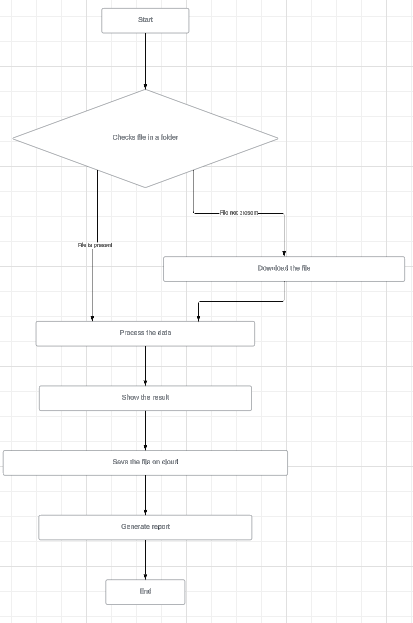 Start
Checks file in a folder
File not present
File is present
Download the file
Process the data
Show the result
Save the file on cloud
Generate report
End